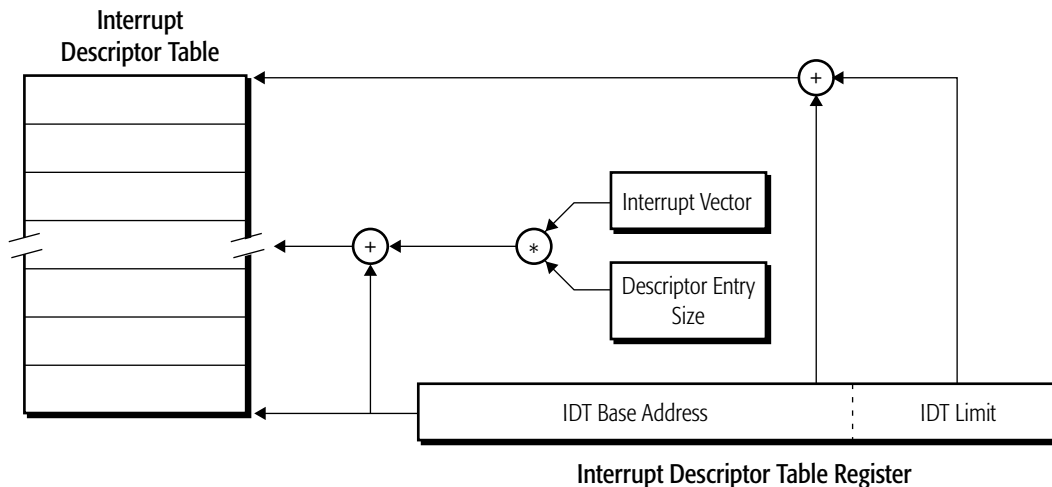 Interrupt
Descriptor Table
+
Interrupt Vector
+
*
Descriptor Entry
Size
IDT Base Address
IDT Limit
Interrupt Descriptor Table Register